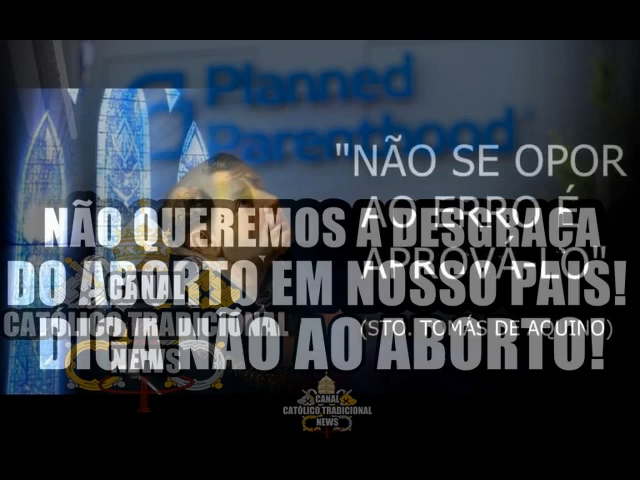 Planned
Parenthood
"NÃO SE OPOR
AO ERRO É
APROVÁ-LO"
(STO. TOMÁS DE AQUINO)
NÃO QUEREMOS A DESGRAÇA
DO ABORTO EM NOSSO PAÍS!
DIGA NÃO AO ABORTO!
CANAL
CATÓLICO TRADICIONAL
NEWS
CANAL
CATÓLICO TRADICIONAL
NEWS